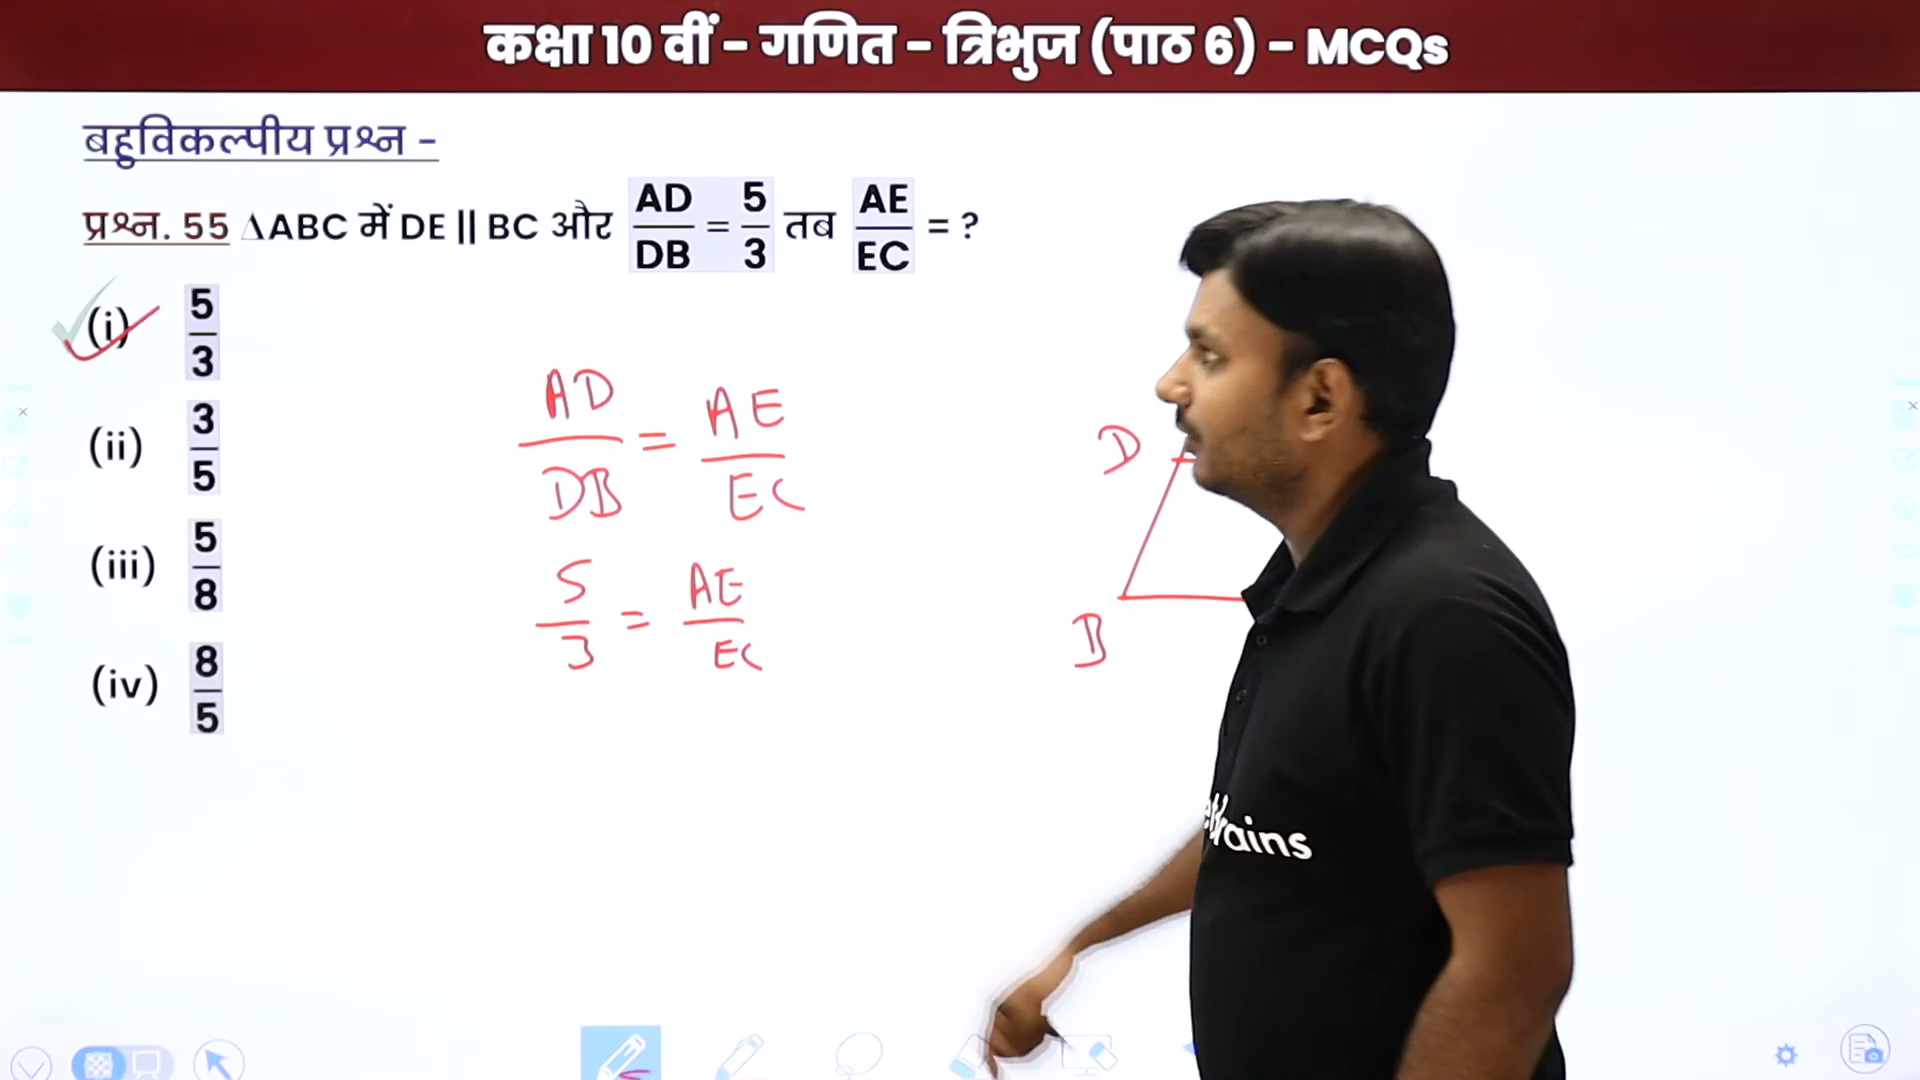 कक्षा 10 वीं - गणित - त्रिभुज (पाठ 6) - MCQs
बहुविकल्पीय प्रश्न -
प्रश्न. 55 ΔABC में DE || BC और AD/DB = 5/3 तब AE/EC = ?
(i) 5/3
(ii) 3/5
(iii) 5/8
(iv) 8/5
AD/DB = AE/EC
5/3 = AE/EC
D
B
rains